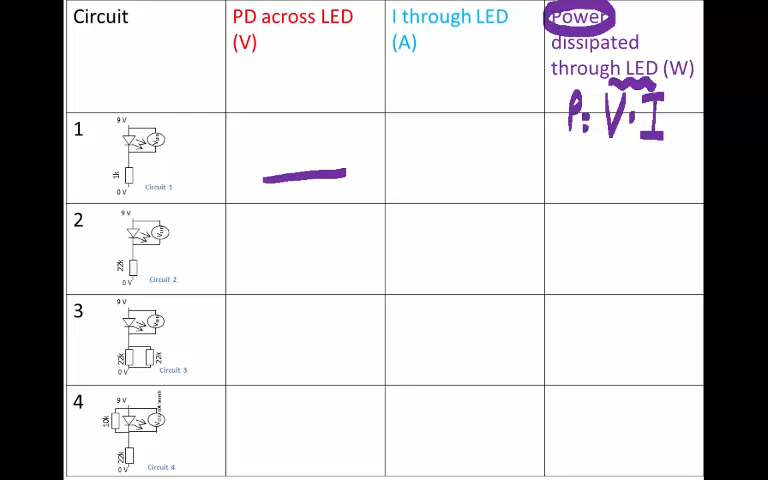 Circuit
PD across LED
(V)
I through LED
(A)
Power
dissipated
through LED (W)
P= V·I
1
9 V
1k
0 V
Circuit 1
2
9 V
22k
0 V
Circuit 2
3
9 V
22k
22k
0 V
Circuit 3
4
9 V
10k
22k
0 V
Circuit 4